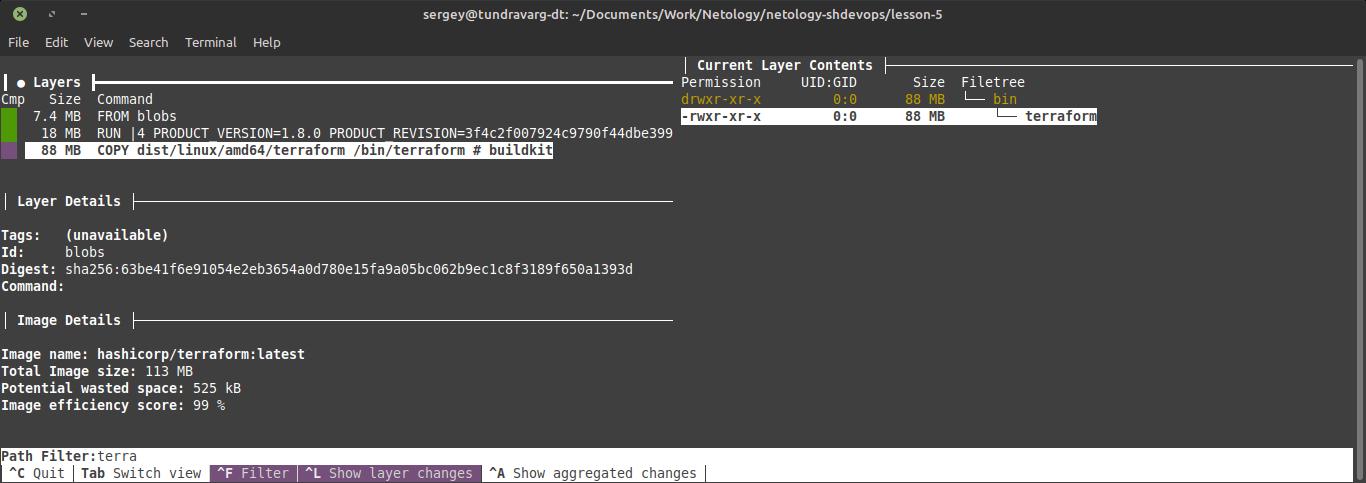 sergey@tundravarg-dt: ~/Documents/Work/Netology/netology-shdevops/lesson-5
File Edit View Search Terminal Help
● Layers
Cmp Size Command
7.4 MB FROM blobs
18 MB RUN |4 PRODUCT_VERSION=1.8.0 PRODUCT_REVISION=3f4c2f007924c9790f44dbe399
88 MB COPY dist/linux/amd64/terraform /bin/terraform # buildkit
Layer Details
Tags: (unavailable)
Id: blobs
Digest: sha256:63be41f6e91054e2eb3654a0d780e15fa9a05bc062b9ec1c8f3189f650a1393d
Command:
Image Details
Image name: hashicorp/terraform:latest
Total Image size: 113 MB
Potential wasted space: 525 kB
Image efficiency score: 99 %
Current Layer Contents
Permission UID:GID Size Filetree
drwxr-xr-x 0:0 88 MB └── bin
-rwxr-xr-x 0:0 88 MB └── terraform
Path Filter:terra
^C Quit Tab Switch view ^F Filter ^L Show layer changes ^A Show aggregated changes